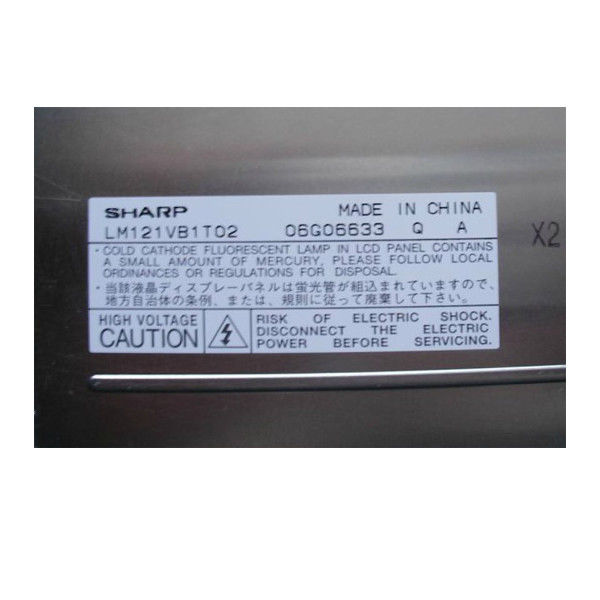 SHARP MADE IN CHINA
LM121VB1T02 06G06633 Q A
・COLD CATHODE FLUORESCENT LAMP IN LCD PANEL CONTAINS
A SMALL AMOUNT OF MERCURY, PLEASE FOLLOW LOCAL
ORDINANCES OR REGULATIONS FOR DISPOSAL.
・当該液晶ディスプレーパネルは蛍光管が組込まれていますので、
地方自治体の条例、または、規則に従って廃棄して下さい。
HIGH VOLTAGE
CAUTION
RISK OF ELECTRIC SHOCK.
DISCONNECT THE ELECTRIC
POWER BEFORE SERVICING.
X2